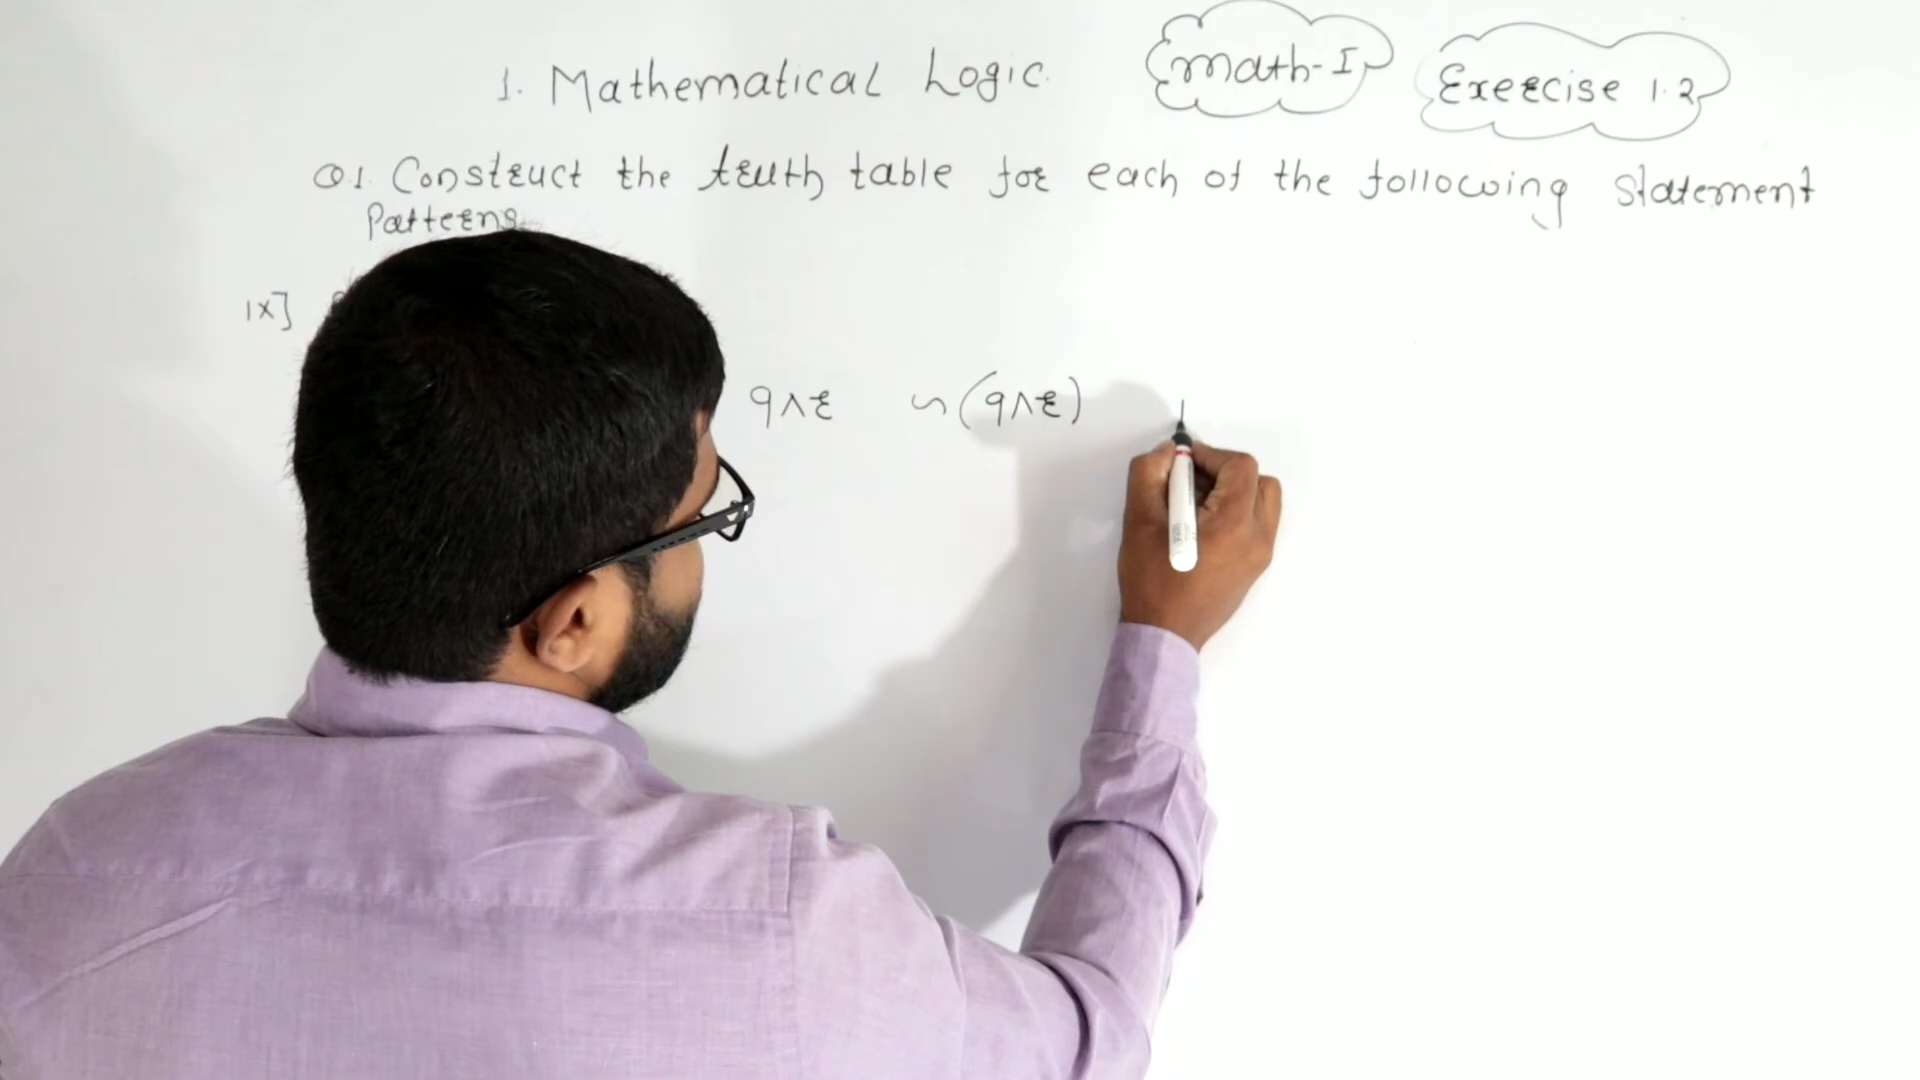 1. Mathematical Logic. Math-I Exercise 1.2
Q1. Construct the truth table for each of the following statement
Patterns
ix]
q∧r ~(q∧r)